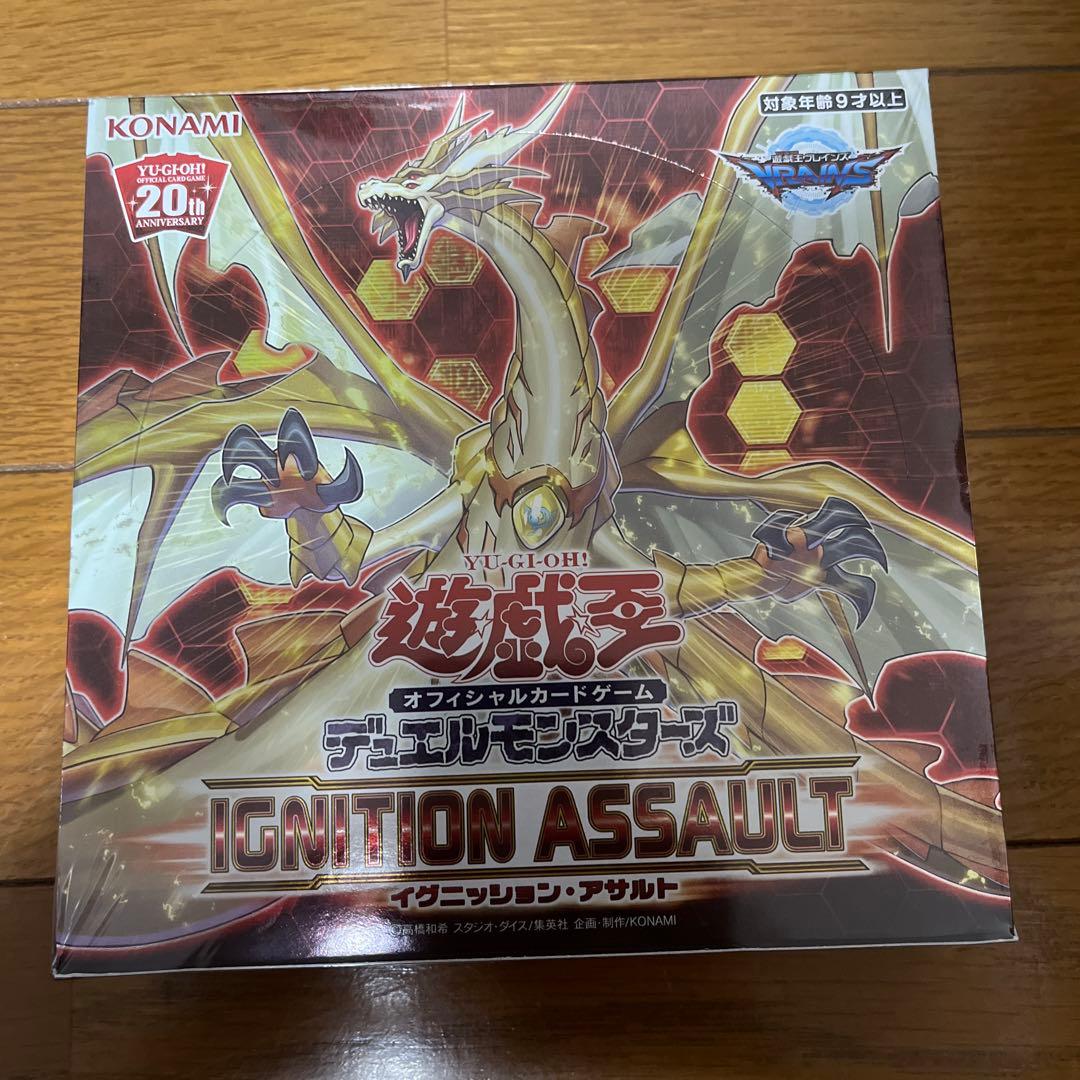 KONAMI
対象年齢9才以上
YU-GI-OH!
OFFICIAL CARD GAME
20th
ANNIVERSARY
遊戯王ヴレインズ
VRAINS
YU-GI-OH!
遊☆戯☆王
オフィシャルカードゲーム
デュエルモンスターズ
IGNITION ASSAULT
イグニッション・アサルト
©高橋和希 スタジオ・ダイス/集英社 企画・制作/KONAMI